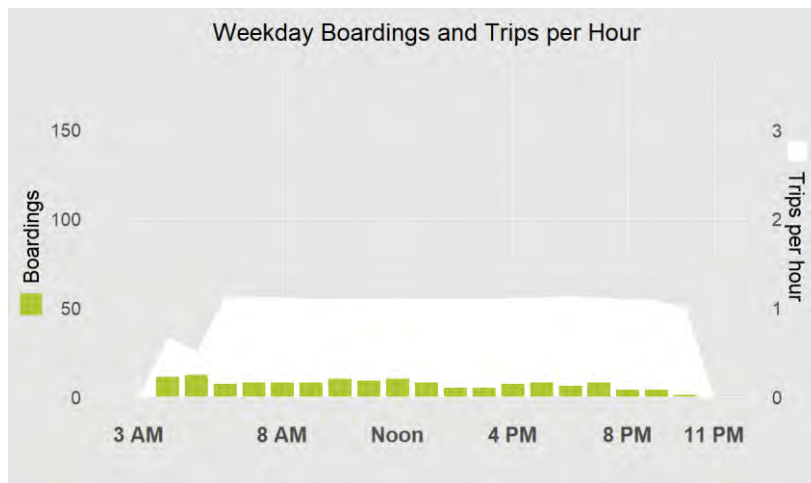 Weekday Boardings and Trips per Hour
150
100
50
0
Boardings
3
2
1
0
Trips per hour
3 AM 8 AM Noon 4 PM 8 PM 11 PM